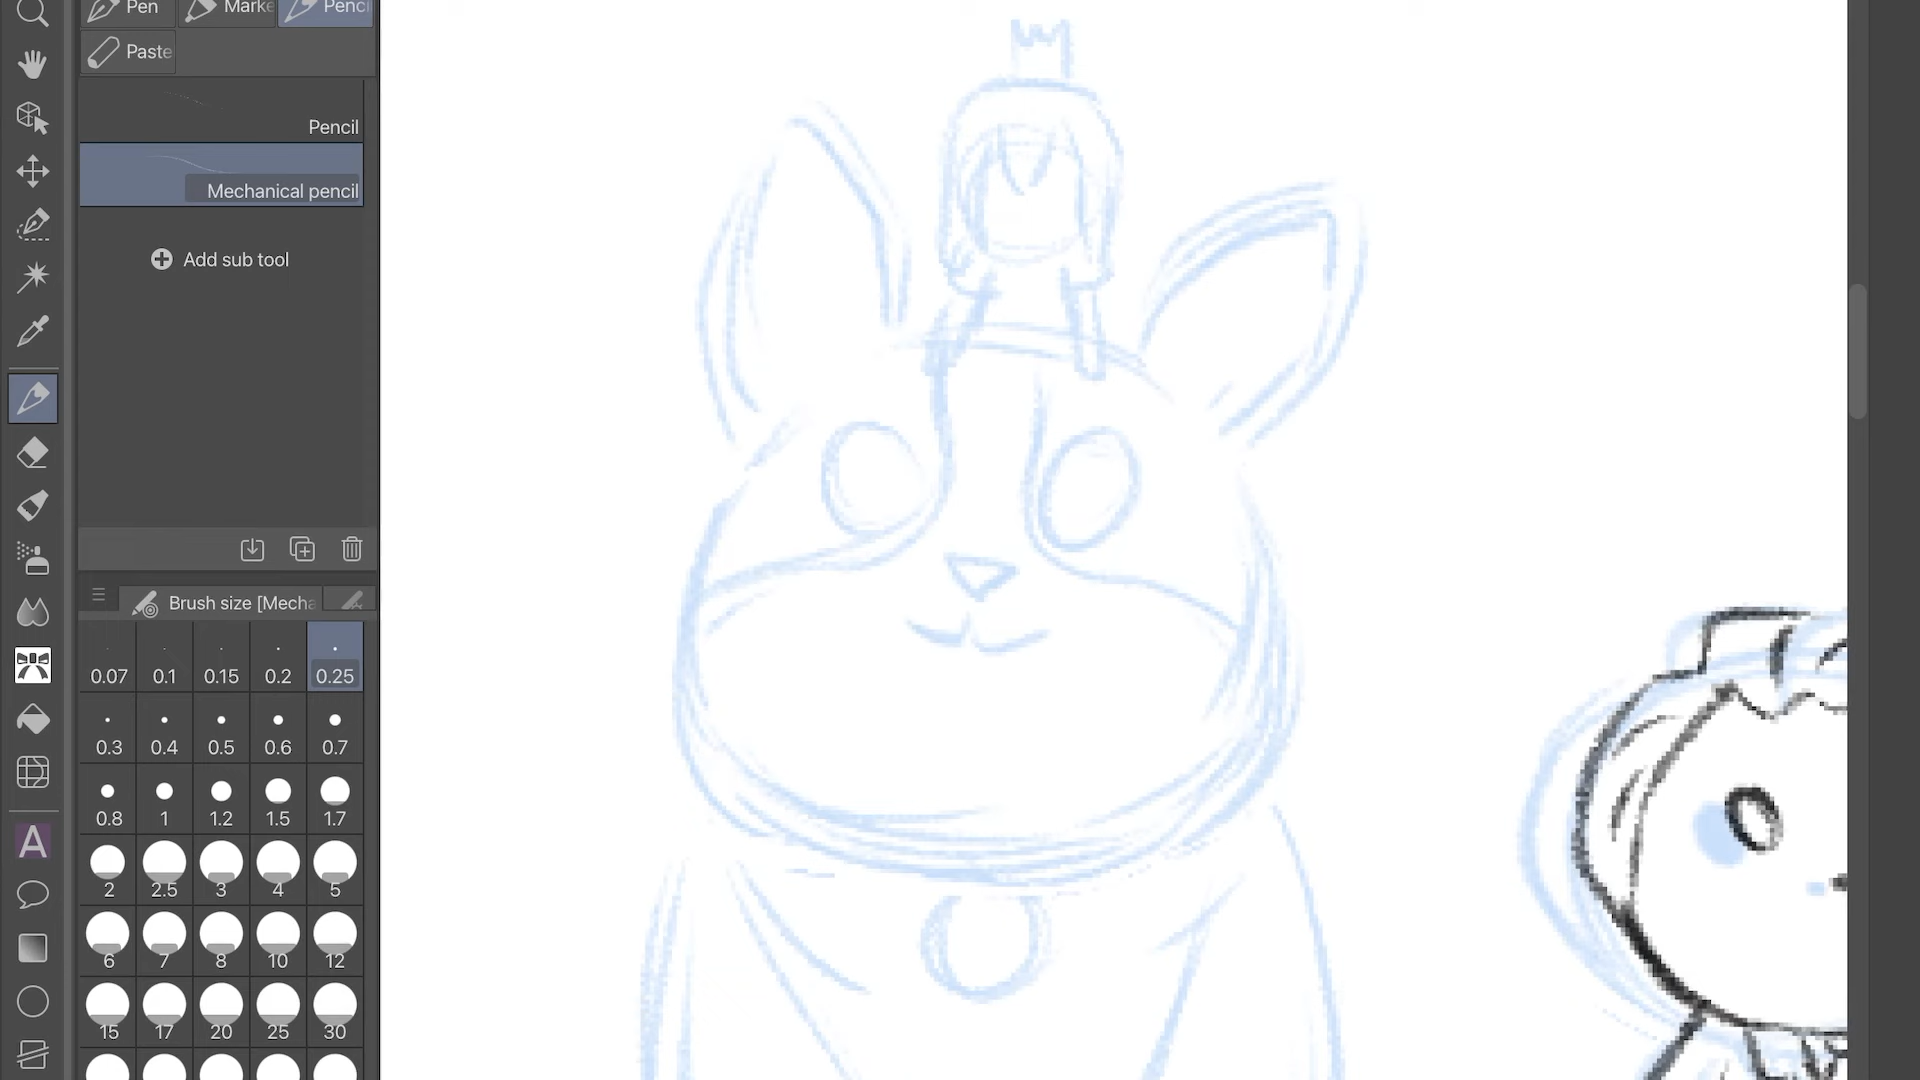 Pen
Marke
Penci
Paste
Pencil
Mechanical pencil
Add sub tool
Brush size [Mecha
0.07 0.1 0.15 0.2 0.25
0.3 0.4 0.5 0.6 0.7
0.8 1 1.2 1.5 1.7
2 2.5 3 4 5
6 7 8 10 12
15 17 20 25 30
A